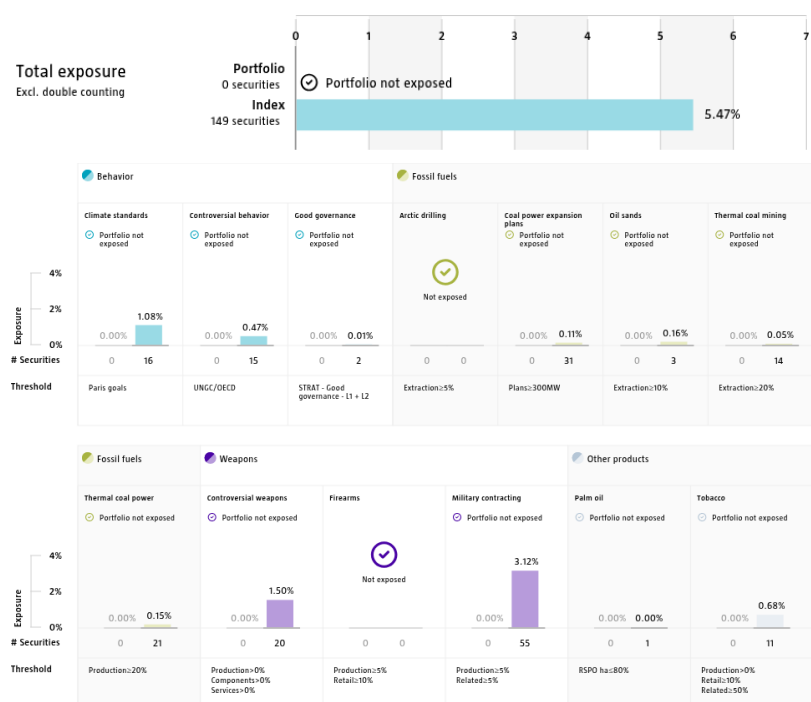 0 1 2 3 4 5 6 7
Total exposure
Excl. double counting
Portfolio
0 securities
Portfolio not exposed
Index
149 securities
5.47%
Behavior
Fossil fuels
Climate standards
Portfolio not
exposed
Controversial behavior
Portfolio not
exposed
Good governance
Portfolio not
exposed
Arctic drilling
Not exposed
Coal power expansion
plans
Portfolio not
exposed
Oil sands
Portfolio not
exposed
Thermal coal mining
Portfolio not
exposed
Exposure
4%
2%
0%
0.00% 1.08% 0.00% 0.47% 0.00% 0.01% 0.00% 0.11% 0.00% 0.16% 0.00% 0.05%
# Securities 0 16 0 15 0 2 0 0 0 31 0 3 0 14
Threshold
Paris goals
UNGC/OECD
STRAT - Good
governance - L1 + L2
Extraction≥5%
Plans≥300MW
Extraction≥10%
Extraction≥20%
Fossil fuels
Weapons
Other products
Thermal coal power
Portfolio not exposed
Controversial weapons
Portfolio not exposed
Firearms
Not exposed
Military contracting
Portfolio not exposed
Palm oil
Portfolio not exposed
Tobacco
Portfolio not exposed
Exposure
4%
2%
0%
0.00% 0.15% 0.00% 1.50% 0.00% 3.12% 0.00% 0.00% 0.00% 0.68%
# Securities 0 21 0 20 0 0 0 55 0 1 0 11
Threshold
Production≥20%
Production>0%
Components>0%
Services>0%
Production≥5%
Retail≥10%
Production≥5%
Related≥5%
RSPO ha≤80%
Production>0%
Retail≥10%
Related≥50%